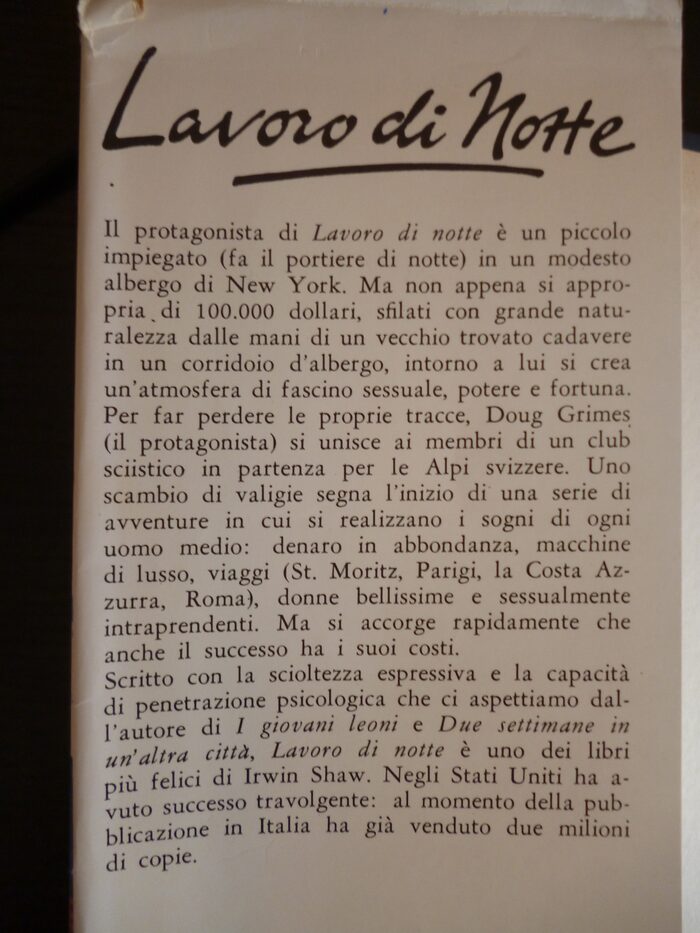 Lavoro di Notte
Il protagonista di Lavoro di notte è un piccolo
impiegato (fa il portiere di notte) in un modesto
albergo di New York. Ma non appena si appro-
pria di 100.000 dollari, sfilati con grande natu-
ralezza dalle mani di un vecchio trovato cadavere
in un corridoio d'albergo, intorno a lui si crea
un'atmosfera di fascino sessuale, potere e fortuna.
Per far perdere le proprie tracce, Doug Grimes
(il protagonista) si unisce ai membri di un club
sciistico in partenza per le Alpi svizzere. Uno
scambio di valigie segna l'inizio di una serie di
avventure in cui si realizzano i sogni di ogni
uomo medio: denaro in abbondanza, macchine
di lusso, viaggi (St. Moritz, Parigi, la Costa Az-
zurra, Roma), donne bellissime e sessualmente
intraprendenti. Ma si accorge rapidamente che
anche il successo ha i suoi costi.
Scritto con la scioltezza espressiva e la capacità
di penetrazione psicologica che ci aspettiamo dal-
l'autore di I giovani leoni e Due settimane in
un'altra città, Lavoro di notte è uno dei libri
più felici di Irwin Shaw. Negli Stati Uniti ha a-
vuto successo travolgente: al momento della pub-
blicazione in Italia ha già venduto due milioni
di copie.